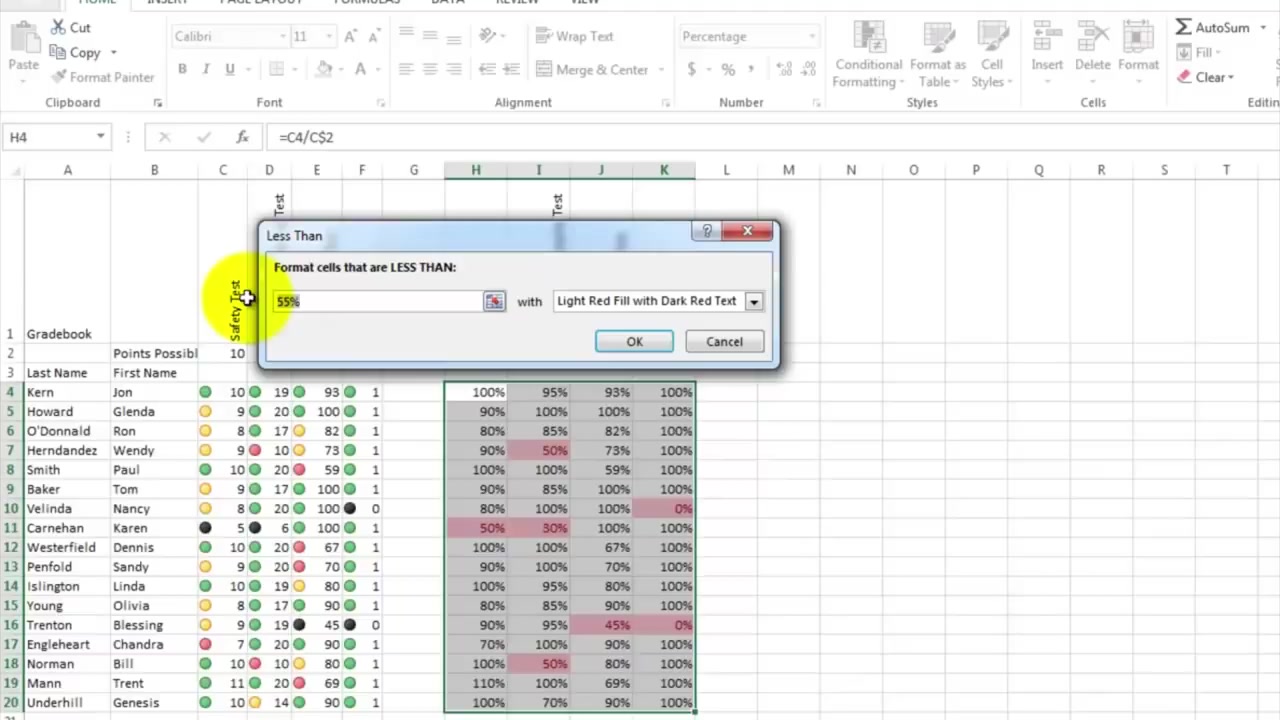 HOME INSERT PAGE LAYOUT FORMULAS DATA REVIEW VIEW
Cut
Copy
Format Painter
Paste
Clipboard
Calibri 11
B I U
Font
Wrap Text
Merge & Center
Alignment
Percentage
$ % ,
Number
Conditional Formatting
Format as Table
Cell Styles
Styles
Insert Delete Format
Cells
AutoSum
Fill
Clear
H4 fx =C4/C$2
A B C D E F G H I J K L M N O P Q R S T
Test Test
Safety Test
Less Than
Format cells that are LESS THAN:
55% with Light Red Fill with Dark Red Text
OK Cancel
1 Gradebook
2 Points Possibl 10
3 Last Name First Name
4 Kern Jon 10 19 93 1 100% 95% 93% 100%
5 Howard Glenda 9 20 100 1 90% 100% 100% 100%
6 O'Donnald Ron 8 17 82 1 80% 85% 82% 100%
7 Herndandez Wendy 9 10 73 1 90% 50% 73% 100%
8 Smith Paul 10 20 59 1 100% 100% 59% 100%
9 Baker Tom 9 17 100 1 90% 85% 100% 100%
10 Velinda Nancy 8 20 100 0 80% 100% 100% 0%
11 Carnehan Karen 5 6 100 1 50% 30% 100% 100%
12 Westerfield Dennis 10 20 67 1 100% 100% 67% 100%
13 Penfold Sandy 9 20 70 1 90% 100% 70% 100%
14 Islington Linda 10 19 80 1 100% 95% 80% 100%
15 Young Olivia 8 17 90 1 80% 85% 90% 100%
16 Trenton Blessing 9 19 45 0 90% 95% 45% 0%
17 Engleheart Chandra 7 20 90 1 70% 100% 90% 100%
18 Norman Bill 10 10 80 1 100% 50% 80% 100%
19 Mann Trent 11 20 69 1 110% 100% 69% 100%
20 Underhill Genesis 10 14 90 1 100% 70% 90% 100%